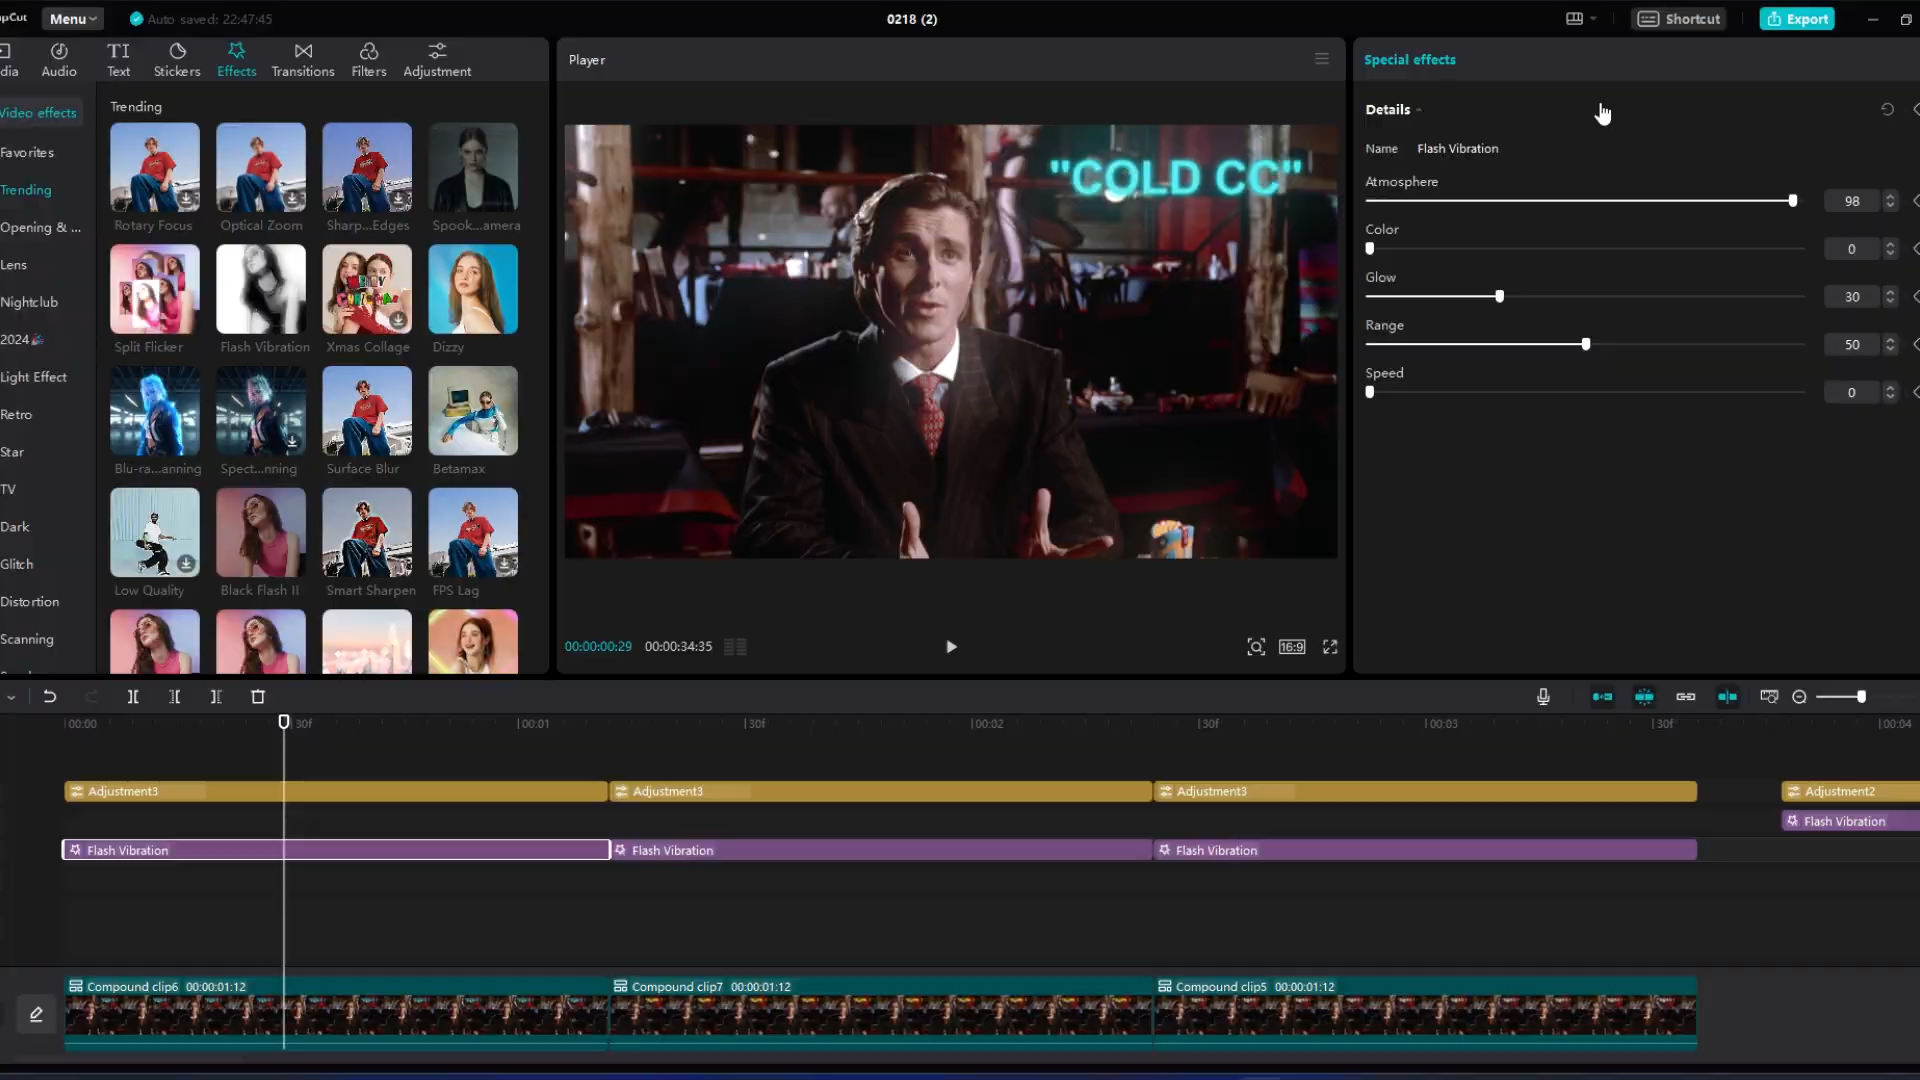 pCut
Menu
Auto saved: 22:47:45
0218 (2)
Shortcut
Export
dia
Audio
Text
Stickers
Effects
Transitions
Filters
Adjustment
Video effects
Favorites
Trending
Opening & ...
Lens
Nightclub
2024🎉
Light Effect
Retro
Star
TV
Dark
Glitch
Distortion
Scanning
Trending
Rotary Focus
Optical Zoom
Sharp...Edges
Spook...amera
Split Flicker
Flash Vibration
Xmas Collage
Dizzy
Blu-ra...anning
Spect...nning
Surface Blur
Betamax
Low Quality
Black Flash II
Smart Sharpen
FPS Lag
Player
"COLD CC"
00:00:00:29
00:00:34:35
16:9
Special effects
Details
Name Flash Vibration
Atmosphere
98
Color
0
Glow
30
Range
50
Speed
0
00:00
30f
00:01
30f
00:02
30f
00:03
30f
00:04
Adjustment3
Adjustment3
Adjustment3
Adjustment2
Flash Vibration
Flash Vibration
Flash Vibration
Flash Vibration
Compound clip6 00:00:01:12
Compound clip7 00:00:01:12
Compound clip5 00:00:01:12